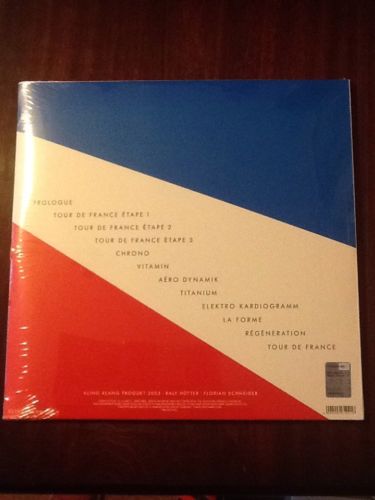 PROLOGUE
TOUR DE FRANCE ÉTAPE 1
TOUR DE FRANCE ÉTAPE 2
TOUR DE FRANCE ÉTAPE 3
CHRONO
VITAMIN
AÉRO DYNAMIK
TITANIUM
ELEKTRO KARDIOGRAMM
LA FORME
RÉGÉNERATION
TOUR DE FRANCE
KLING KLANG PRODUKT 2003 · RALF HÜTTER · FLORIAN SCHNEIDER